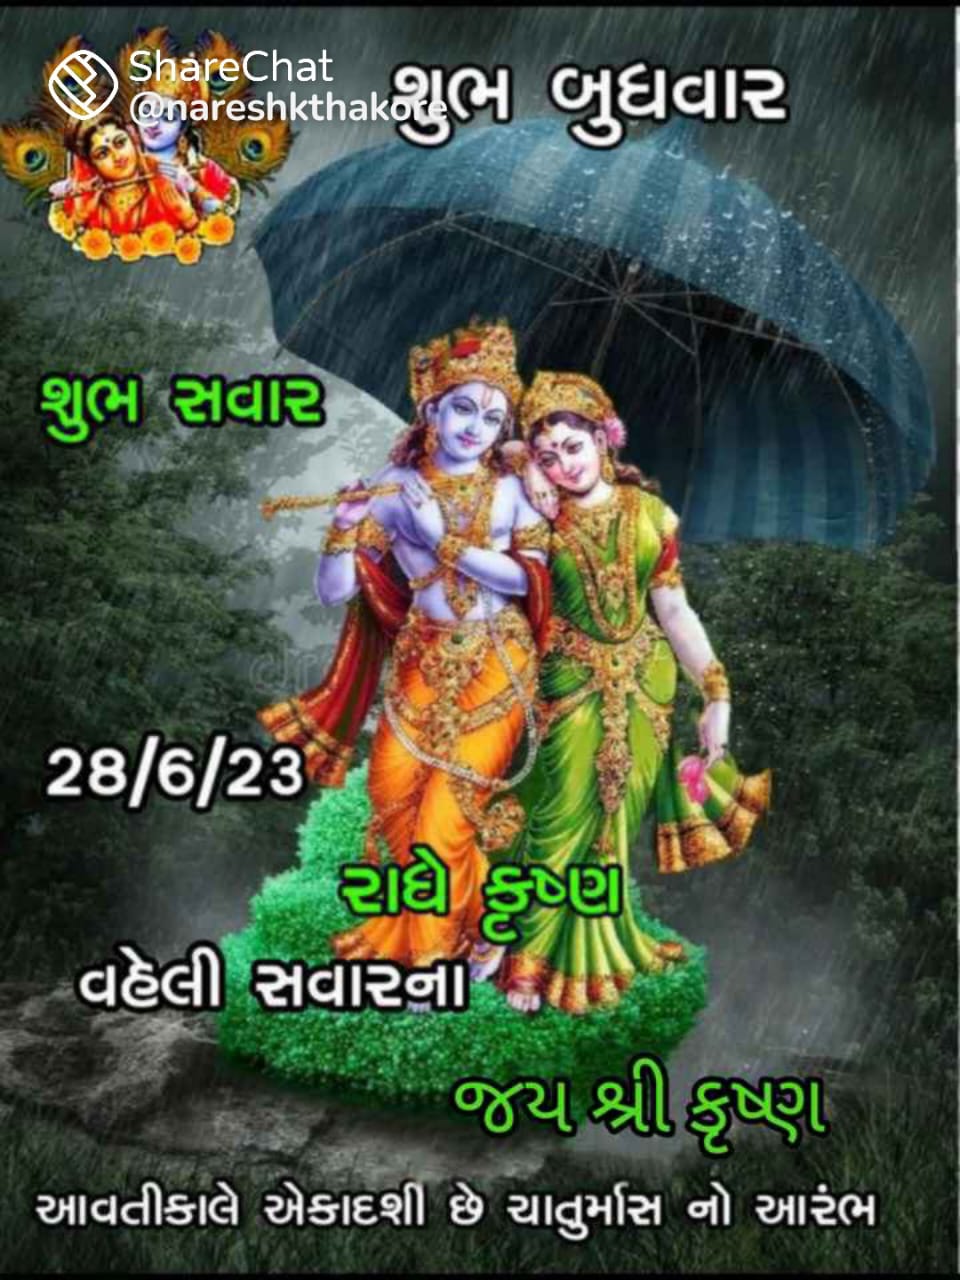 ShareChat
@nareshkthakore
શુભ બુધવાર
શુભ સવાર
28/6/23
રાધે કૃષ્ણ
વહેલી સવારના
જય શ્રી કૃષ્ણ
આવતીકાલે એકાદશી છે ચાતુર્માસ નો આરંભ